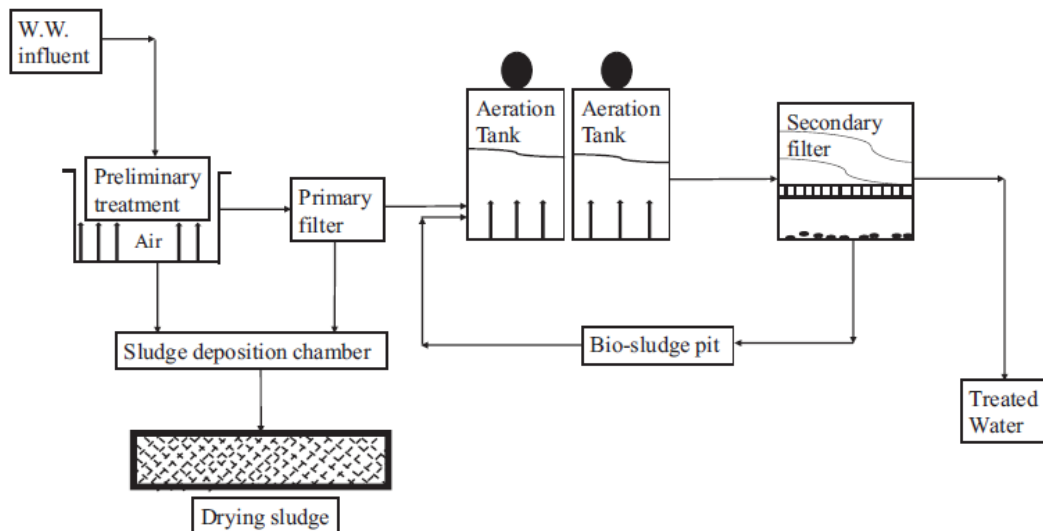 W.W.
influent
Preliminary
treatment
Air
Primary
filter
Aeration
Tank
Aeration
Tank
Secondary
filter
Sludge deposition chamber
Bio-sludge pit
Treated
Water
Drying sludge